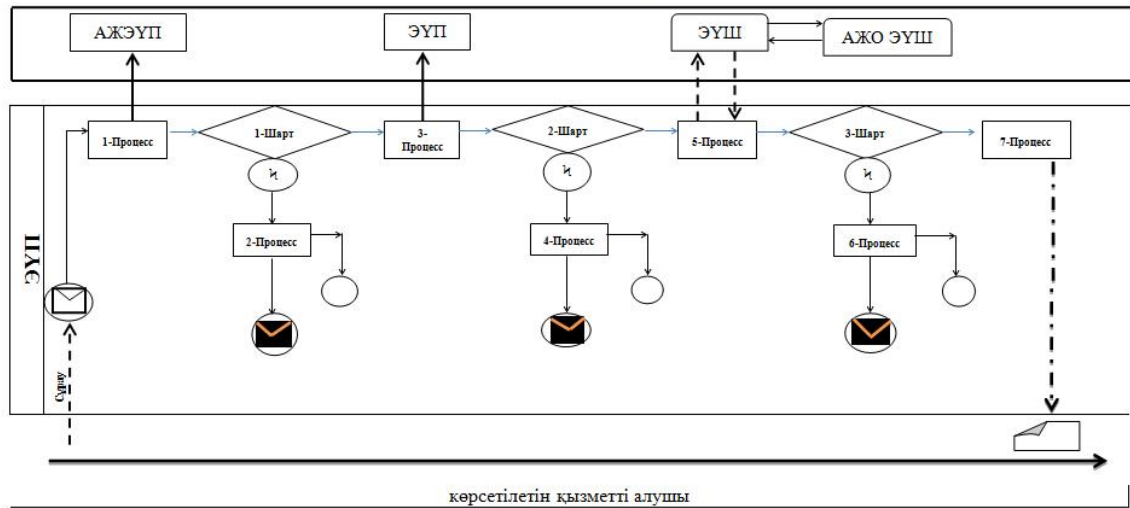 АЖЭҮП
ЭҮП
ЭҮШ
АЖО ЭҮШ
ЭҮП
1-Процесс
1-Шарт
3-
Процесс
2-Шарт
5-Процесс
3-Шарт
7-Процесс
2-Процесс
4-Процесс
6-Процесс
Сұрау
көрсетілетін қызметті алушы